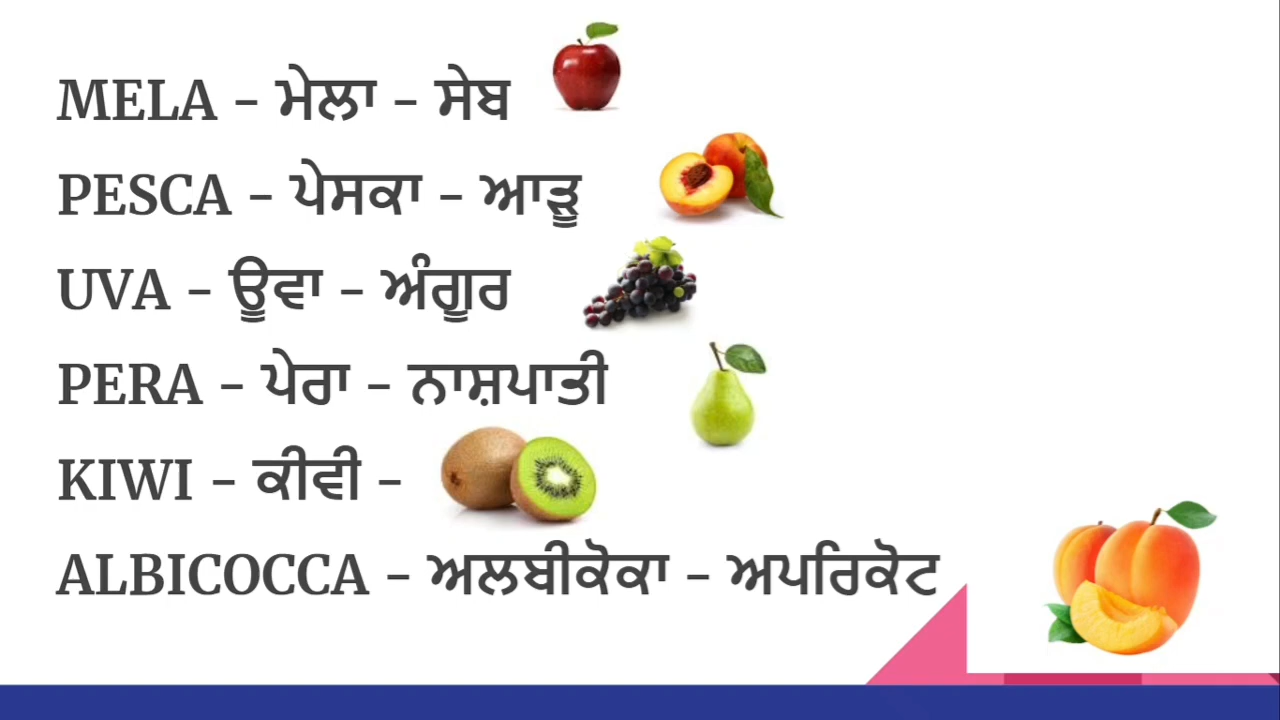 MELA - ਮੇਲਾ - ਸੇਬ
PESCA - ਪੇਸਕਾ - ਆੜੂ
UVA - ਊਵਾ - ਅੰਗੂਰ
PERA - ਪੇਰਾ - ਨਾਸ਼ਪਾਤੀ
KIWI - ਕੀਵੀ -
ALBICOCCA - ਅਲਬੀਕੋਕਾ - ਅਪਰਿਕੋਟ